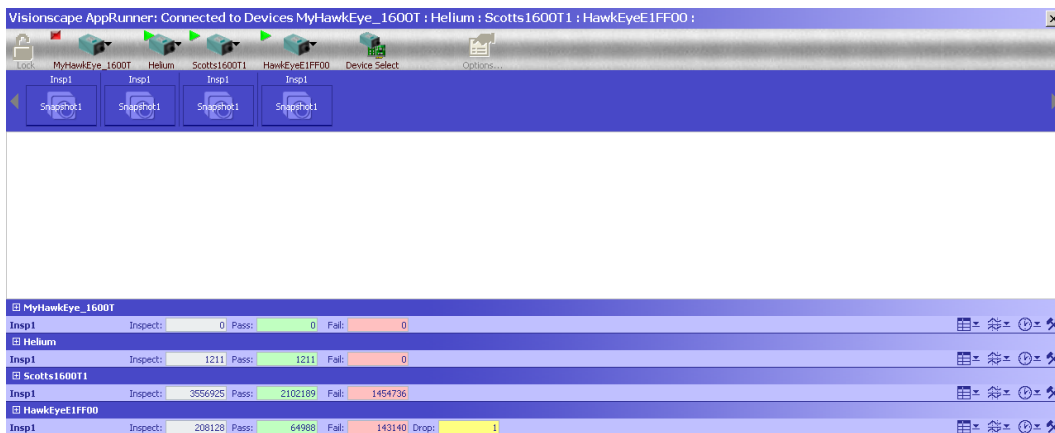 Visionscape AppRunner: Connected to Devices MyHawkEye_1600T : Helium : Scotts1600T1 : HawkEyeE1FF00 :
Lock MyHawkEye_1600T Helium Scotts1600T1 HawkEyeE1FF00 Device Select Options...
Insp1 Insp1 Insp1 Insp1
Snapshot1 Snapshot1 Snapshot1 Snapshot1
MyHawkEye_1600T
Insp1 Inspect: 0 Pass: 0 Fail: 0
Helium
Insp1 Inspect: 1211 Pass: 1211 Fail: 0
Scotts1600T1
Insp1 Inspect: 3556925 Pass: 2102189 Fail: 1454736
HawkEyeE1FF00
Insp1 Inspect: 208128 Pass: 64988 Fail: 143140 Drop: 1